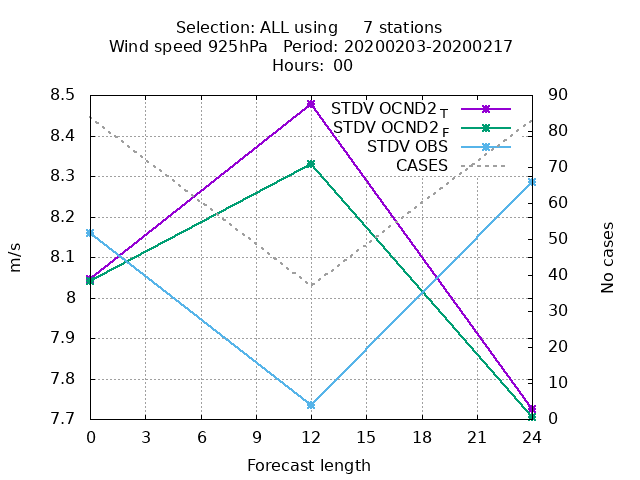 Selection: ALL using     7 stations
Wind speed 925hPa   Period: 20200203-20200217
Hours:  00
STDV OCND2 T
STDV OCND2 F
STDV OBS
CASES
8.5
8.4
8.3
8.2
8.1
8
7.9
7.8
7.7
m/s
90
80
70
60
50
40
30
20
10
0
No cases
0 3 6 9 12 15 18 21 24
Forecast length